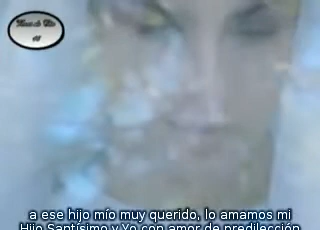 a ese hijo mío muy querido, lo amamos mi
Hijo Santísimo y Yo con amor de predilección